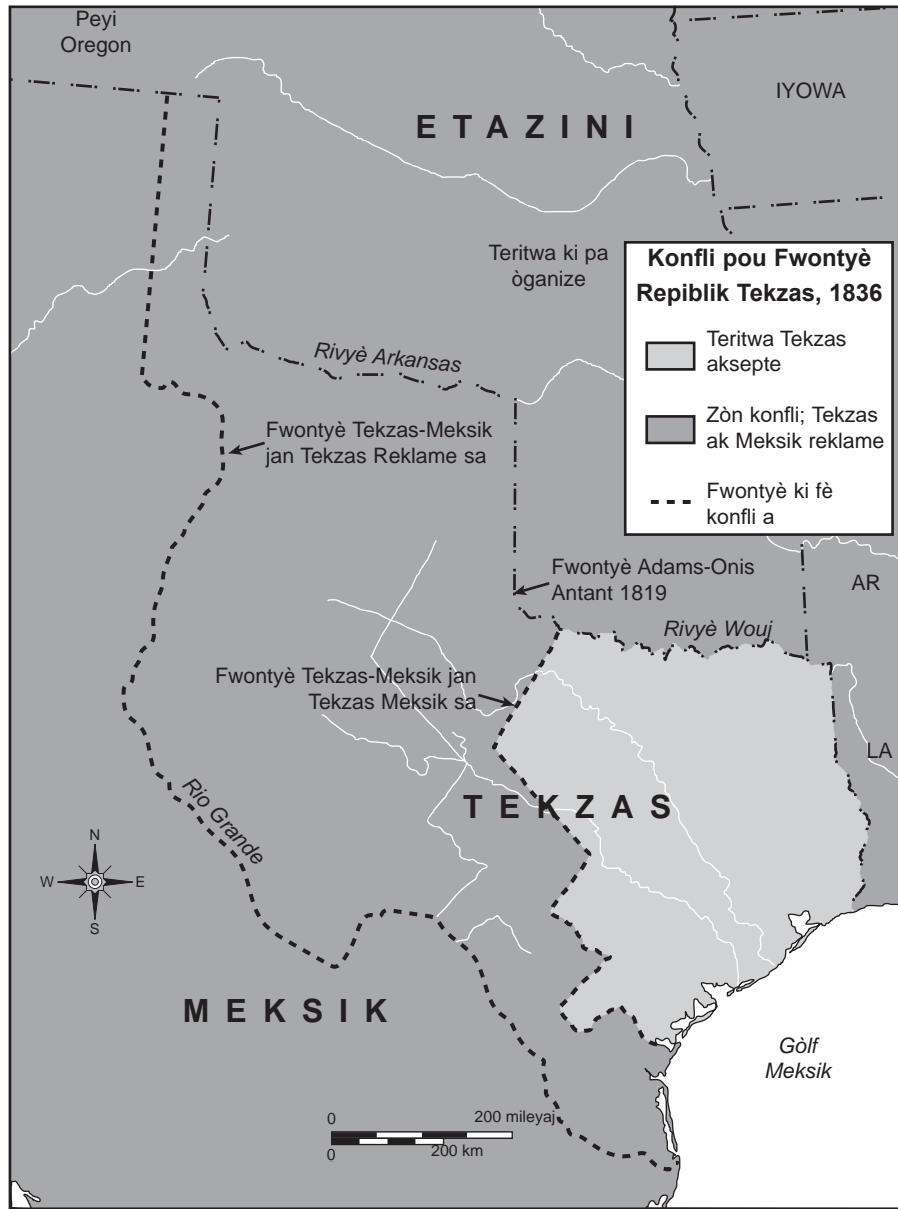 Peyi
Oregon
IYOWA
ETAZINI
Teritwa ki pa
òganize
Konfli pou Fwontyè
Repiblik Tekzas, 1836
Teritwa Tekzas
aksepte
Zòn konfli; Tekzas
ak Meksik reklame
Fwontyè ki fè
konfli a
Rivyè Arkansas
Fwontyè Tekzas-Meksik
jan Tekzas Reklame sa
Fwontyè Adams-Onis
Antant 1819
AR
Rivyè Wouj
Fwontyè Tekzas-Meksik jan
Tekzas Meksik sa
LA
TEKZAS
Rio Grande
N
W E
S
MEKSIK
Gòlf
Meksik
0 200 mileyaj
0 200 km